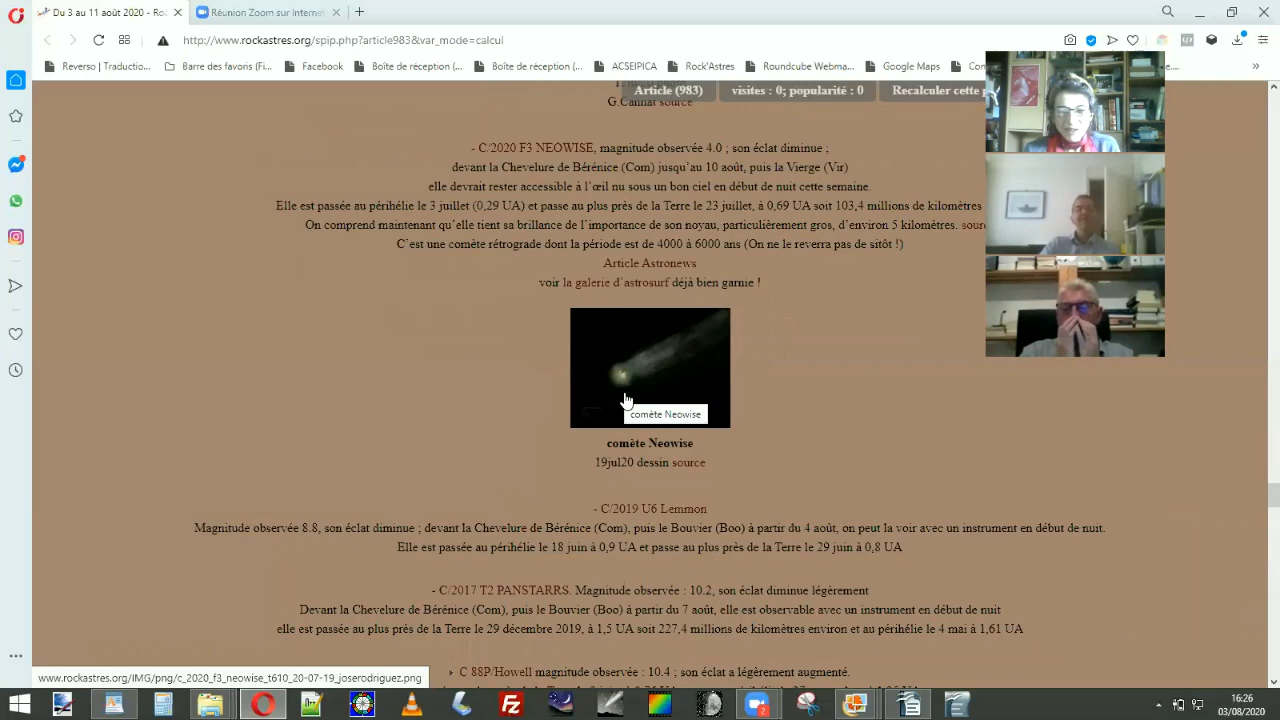 Du 3 au 11 août 2020 - Rock
Réunion Zoom sur Internet
http://www.rockastres.org/spip.php?article983&var_mode=calcul
Reverso | Traductio...
Barre des favoris (Fi...
Facebook
Boîte de réception (...
ACSEIPICA
Rock'Astres
Roundcube Webma...
Google Maps
Article (983)
visites : 0; popularité : 0
Recalculer cette
G.Cannat source
- C/2020 F3 NEOWISE, magnitude observée 4.0 ; son éclat diminue ;
devant la Chevelure de Bérénice (Com) jusqu’au 10 août, puis la Vierge (Vir)
elle devrait rester accessible à l’œil nu sous un bon ciel en début de nuit cette semaine.
Elle est passée au périhélie le 3 juillet (0,29 UA) et passe au plus près de la Terre le 23 juillet, à 0,69 UA soit 103,4 millions de kilomètres
On comprend maintenant qu’elle tient sa brillance de l’importance de son noyau, particulièrement gros, d’environ 5 kilomètres.
C’est une comète rétrograde dont la période est de 4000 à 6000 ans (On ne le reverra pas de sitôt !)
Article Astronews
voir la galerie d’astrosurf déjà bien garnie !
comète Neowise
comète Neowise
19jul20 dessin source
- C/2019 U6 Lemmon
Magnitude observée 8.8, son éclat diminue ; devant la Chevelure de Bérénice (Com), puis le Bouvier (Boo) à partir du 4 août, on peut la voir avec un instrument en début de nuit.
Elle est passée au périhélie le 18 juin à 0,9 UA et passe au plus près de la Terre le 29 juin à 0,8 UA
- C/2017 T2 PANSTARRS. Magnitude observée : 10.2, son éclat diminue légèrement
Devant la Chevelure de Bérénice (Com), puis le Bouvier (Boo) à partir du 7 août, elle est observable avec un instrument en début de nuit
elle est passée au plus prés de la Terre le 29 décembre 2019, à 1,5 UA soit 227,4 millions de kilomètres environ et au périhélie le 4 mai à 1,61 UA
C 88P/Howell magnitude observée : 10.4 ; son éclat a légèrement augmenté.
www.rockastres.org/IMG/png/c_2020_f3_neowise_t610_20-07-19_joserodriguez.png
16:26
03/08/2020